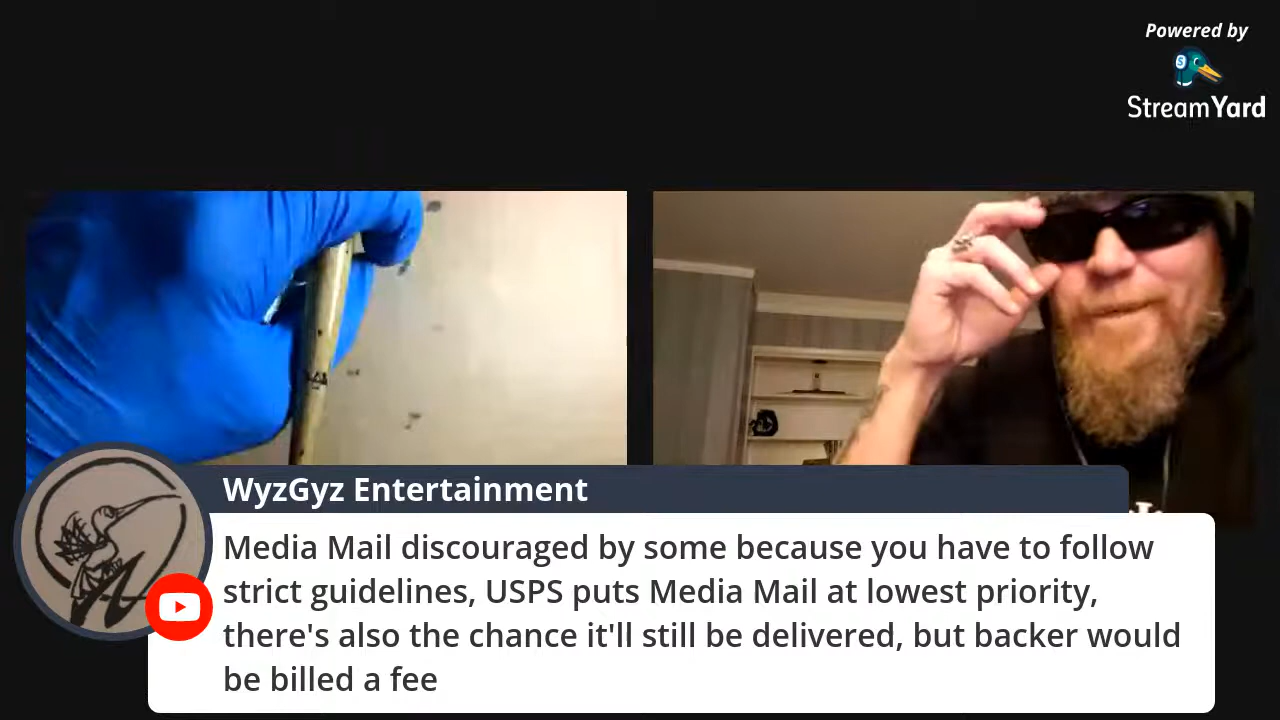 Powered by
StreamYard
WyzGyz Entertainment
Media Mail discouraged by some because you have to follow
strict guidelines, USPS puts Media Mail at lowest priority,
there's also the chance it'll still be delivered, but backer would
be billed a fee